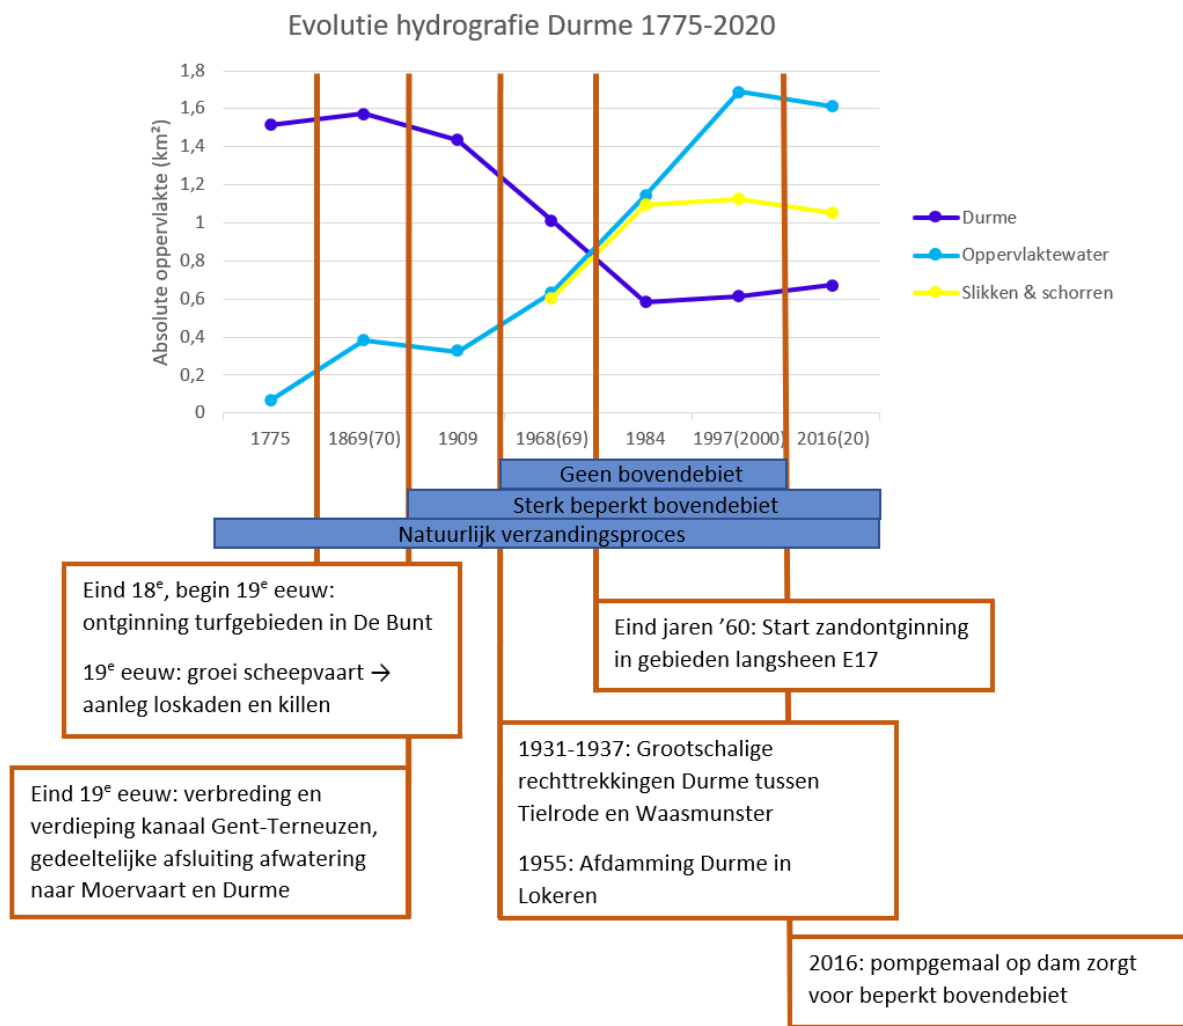 Evolutie hydrografie Durme 1775-2020
Absolute oppervlakte (km²)
1,8
1,6
1,4
1,2
1
0,8
0,6
0,4
0,2
0
1775
1869(70)
1909
1968(69)
1984
1997(2000)
2016(20)
Durme
Oppervlaktewater
Slikken & schorren
Geen bovendebiet
Sterk beperkt bovendebiet
Natuurlijk verzandingsproces
Eind 18ᵉ, begin 19ᵉ eeuw:
ontginning turfgebieden in De Bunt
19ᵉ eeuw: groei scheepvaart →
aanleg loskaden en killen
Eind jaren ’60: Start zandontginning
in gebieden langsheen E17
1931-1937: Grootschalige
rechttrekkingen Durme tussen
Tielrode en Waasmunster
1955: Afdamming Durme in
Lokeren
Eind 19ᵉ eeuw: verbreding en
verdieping kanaal Gent-Terneuzen,
gedeeltelijke afsluiting afwatering
naar Moervaart en Durme
2016: pompgemaal op dam zorgt
voor beperkt bovendebiet